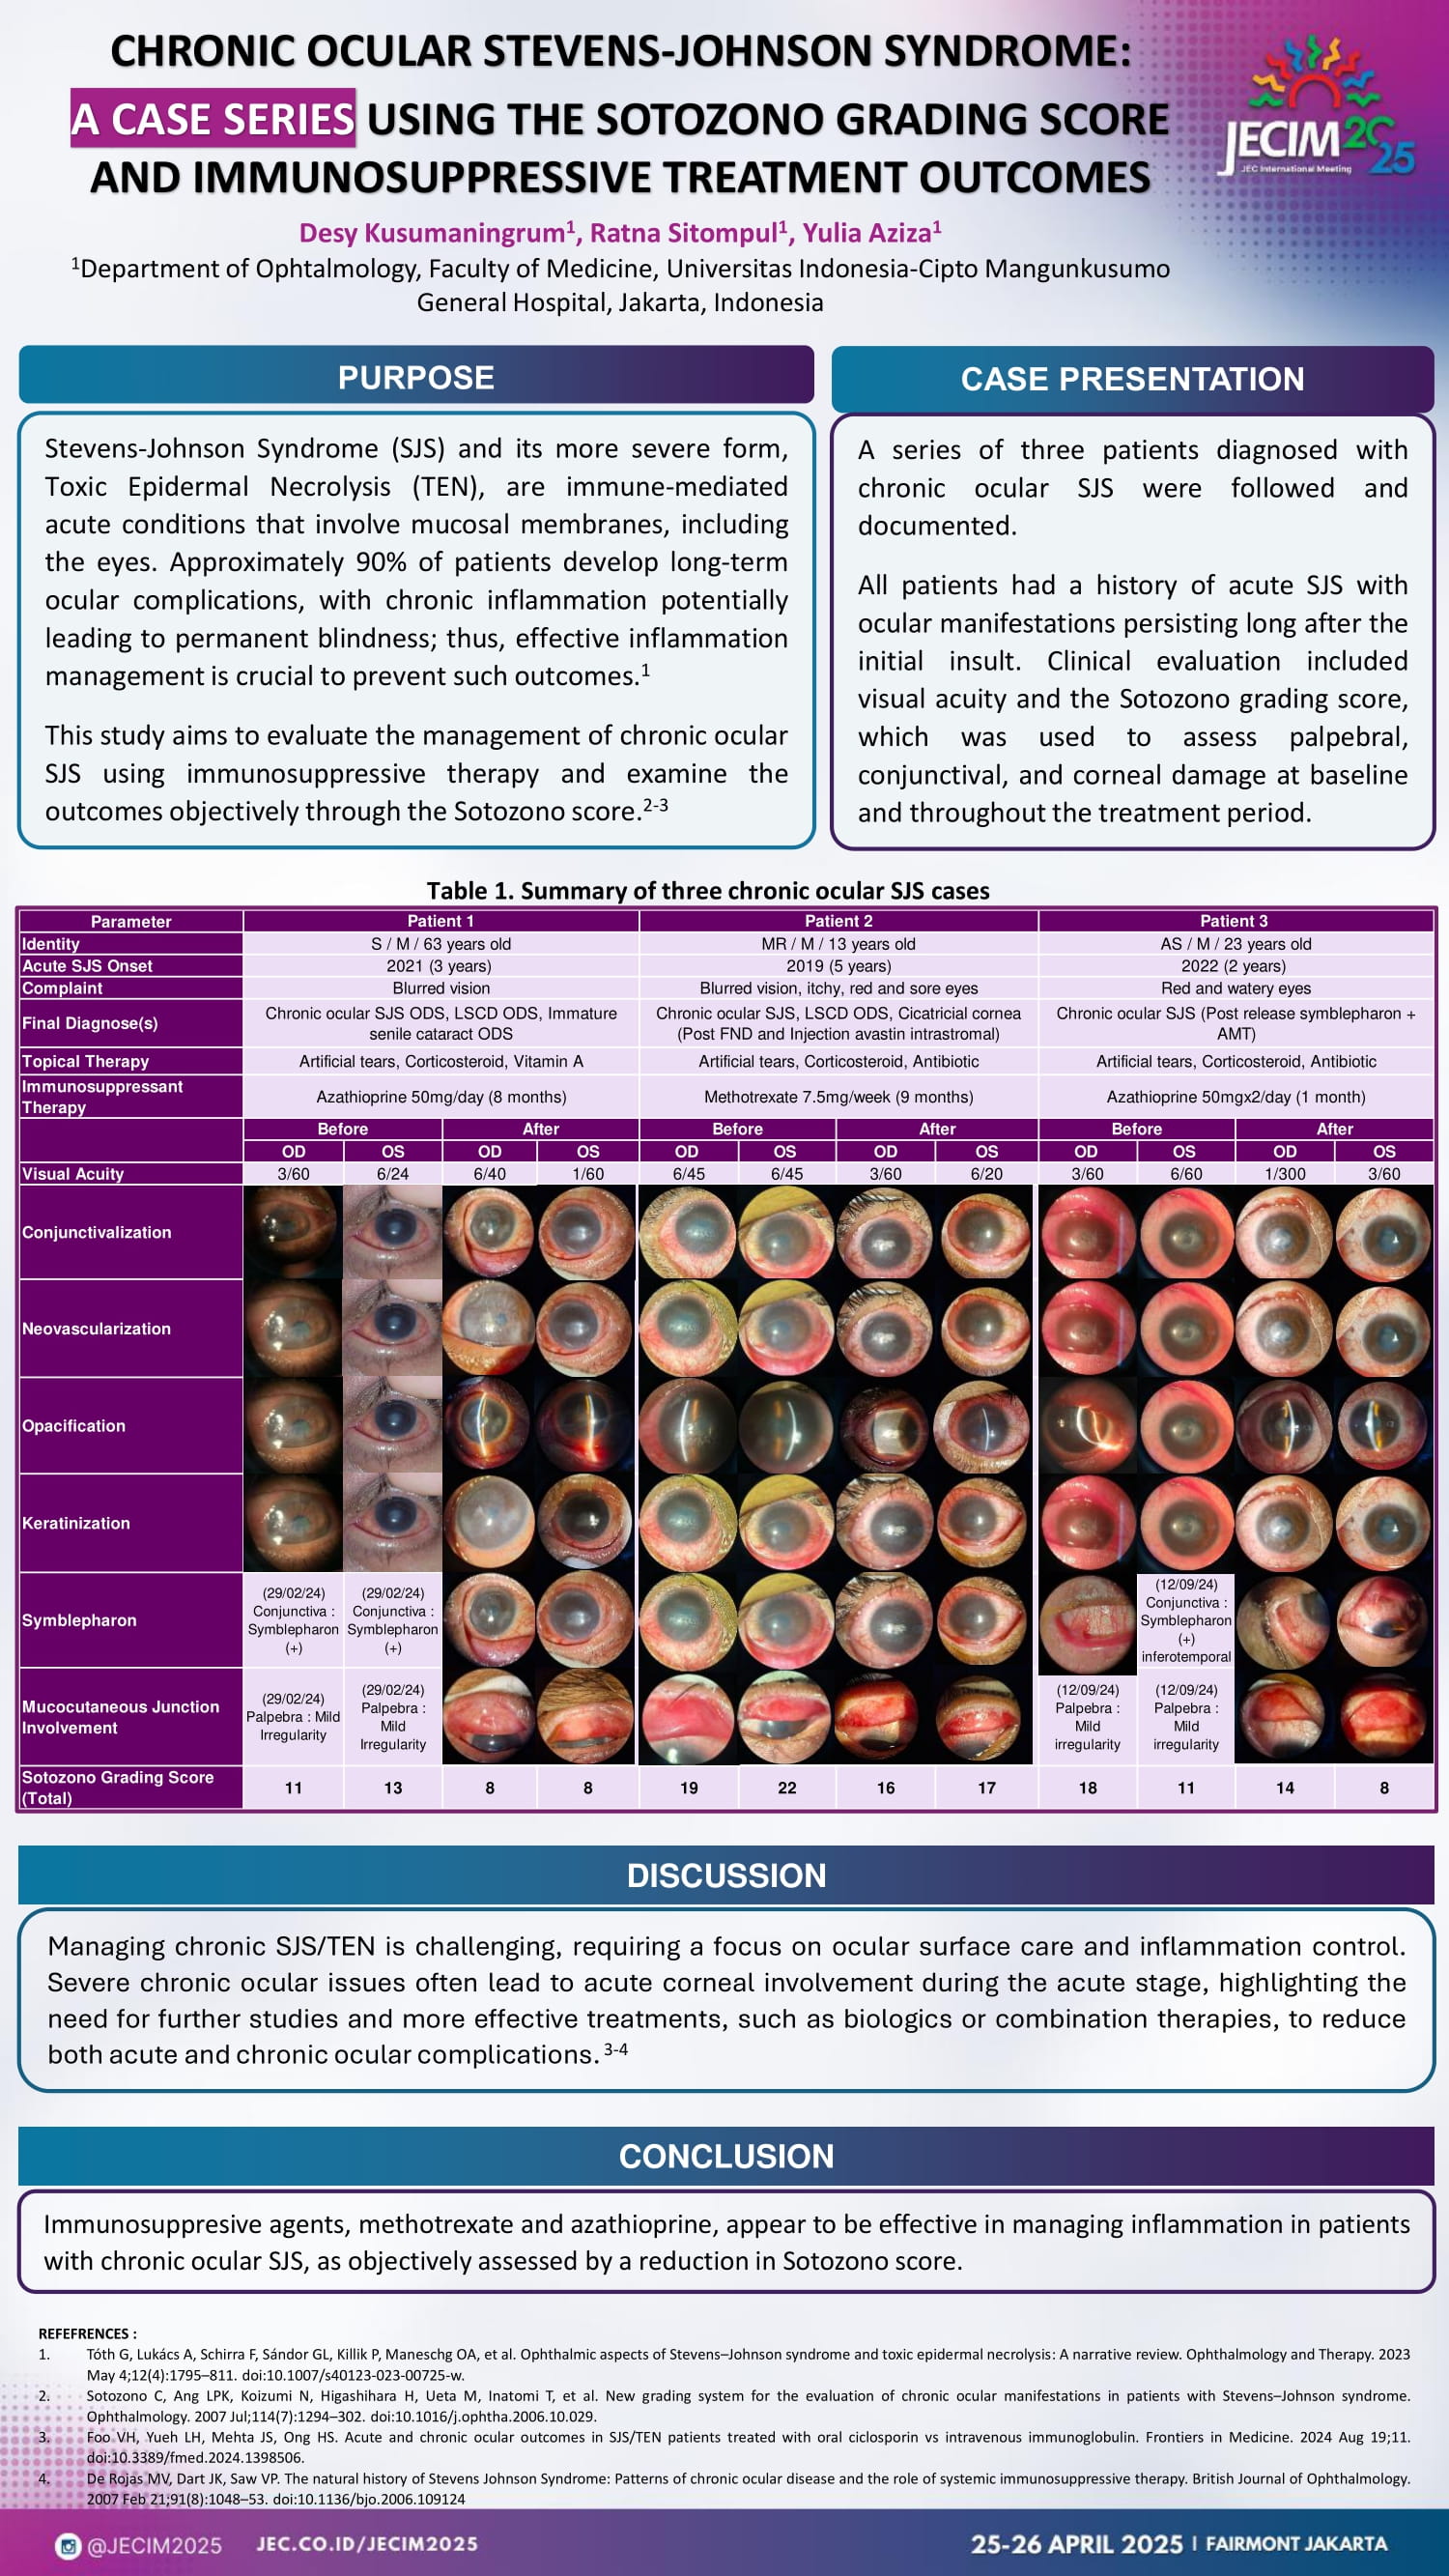 CHRONIC OCULAR STEVENS-JOHNSON SYNDROME:
A CASE SERIES USING THE SOTOZONO GRADING SCORE
AND IMMUNOSUPPRESSIVE TREATMENT OUTCOMES
JECIM 2025
JEC International Meeting
Desy Kusumaningrum1, Ratna Sitompul1, Yulia Aziza1
1Department of Ophtalmology, Faculty of Medicine, Universitas Indonesia-Cipto Mangunkusumo
General Hospital, Jakarta, Indonesia
PURPOSE
Stevens-Johnson Syndrome (SJS) and its more severe form,
Toxic Epidermal Necrolysis (TEN), are immune-mediated
acute conditions that involve mucosal membranes, including
the eyes. Approximately 90% of patients develop long-term
ocular complications, with chronic inflammation potentially
leading to permanent blindness; thus, effective inflammation
management is crucial to prevent such outcomes.1
This study aims to evaluate the management of chronic ocular
SJS using immunosuppressive therapy and examine the
outcomes objectively through the Sotozono score.2-3
CASE PRESENTATION
A series of three patients diagnosed with
chronic ocular SJS were followed and
documented.
All patients had a history of acute SJS with
ocular manifestations persisting long after the
initial insult. Clinical evaluation included
visual acuity and the Sotozono grading score,
which was used to assess palpebral,
conjunctival, and corneal damage at baseline
and throughout the treatment period.
Table 1. Summary of three chronic ocular SJS cases
Parameter Patient 1 Patient 2 Patient 3
Identity S / M / 63 years old MR / M / 13 years old AS / M / 23 years old
Acute SJS Onset 2021 (3 years) 2019 (5 years) 2022 (2 years)
Complaint Blurred vision Blurred vision, itchy, red and sore eyes Red and watery eyes
Final Diagnose(s) Chronic ocular SJS ODS, LSCD ODS, Immature senile cataract ODS Chronic ocular SJS, LSCD ODS, Cicatricial cornea (Post FND and Injection avastin intrastromal) Chronic ocular SJS (Post release symblepharon + AMT)
Topical Therapy Artificial tears, Corticosteroid, Vitamin A Artificial tears, Corticosteroid, Antibiotic Artificial tears, Corticosteroid, Antibiotic
Immunosuppressant Therapy Azathioprine 50mg/day (8 months) Methotrexate 7.5mg/week (9 months) Azathioprine 50mgx2/day (1 month)
Before After Before After Before After
OD OS OD OS OD OS OD OS OD OS OD OS
Visual Acuity 3/60 6/24 6/40 1/60 6/45 6/45 3/60 6/20 3/60 6/60 1/300 3/60
Conjunctivalization
Neovascularization
Opacification
Keratinization
Symblepharon (29/02/24) Conjunctiva : Symblepharon (+) (29/02/24) Conjunctiva : Symblepharon (+) (12/09/24) Conjunctiva : Symblepharon (+) inferotemporal
Mucocutaneous Junction Involvement (29/02/24) Palpebra : Mild Irregularity (29/02/24) Palpebra : Mild Irregularity (12/09/24) Palpebra : Mild irregularity (12/09/24) Palpebra : Mild irregularity
Sotozono Grading Score (Total) 11 13 8 8 19 22 16 17 18 11 14 8
DISCUSSION
Managing chronic SJS/TEN is challenging, requiring a focus on ocular surface care and inflammation control.
Severe chronic ocular issues often lead to acute corneal involvement during the acute stage, highlighting the
need for further studies and more effective treatments, such as biologics or combination therapies, to reduce
both acute and chronic ocular complications. 3-4
CONCLUSION
Immunosuppresive agents, methotrexate and azathioprine, appear to be effective in managing inflammation in patients
with chronic ocular SJS, as objectively assessed by a reduction in Sotozono score.
REFEFRENCES :
1. Tóth G, Lukács A, Schirra F, Sándor GL, Killik P, Maneschg OA, et al. Ophthalmic aspects of Stevens–Johnson syndrome and toxic epidermal necrolysis: A narrative review. Ophthalmology and Therapy. 2023
May 4;12(4):1795–811. doi:10.1007/s40123-023-00725-w.
2. Sotozono C, Ang LPK, Koizumi N, Higashihara H, Ueta M, Inatomi T, et al. New grading system for the evaluation of chronic ocular manifestations in patients with Stevens–Johnson syndrome.
Ophthalmology. 2007 Jul;114(7):1294–302. doi:10.1016/j.ophtha.2006.10.029.
3. Foo VH, Yueh LH, Mehta JS, Ong HS. Acute and chronic ocular outcomes in SJS/TEN patients treated with oral ciclosporin vs intravenous immunoglobulin. Frontiers in Medicine. 2024 Aug 19;11.
doi:10.3389/fmed.2024.1398506.
4. De Rojas MV, Dart JK, Saw VP. The natural history of Stevens Johnson Syndrome: Patterns of chronic ocular disease and the role of systemic immunosuppressive therapy. British Journal of Ophthalmology.
2007 Feb 21;91(8):1048–53. doi:10.1136/bjo.2006.109124
@JECIM2025 JEC.CO.ID/JECIM2025 25-26 APRIL 2025 | FAIRMONT JAKARTA